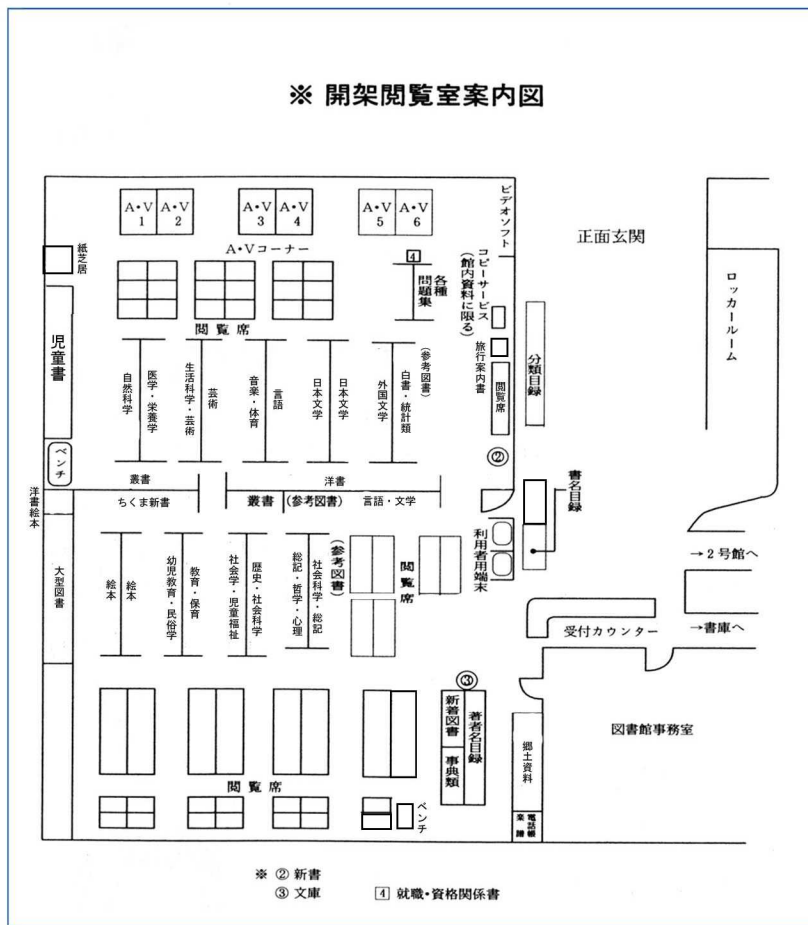 ※ 開架閲覧室案内図
A・V 1
A・V 2
A・V 3
A・V 4
A・V 5
A・V 6
A・Vコーナー
ビデオソフト
正面玄関
ロッカールーム
紙芝居
4
各種
問題集
コピーサービス
(館内資料に限る)
旅行案内書
閲覧席
分類目録
閲覧席
児童書
ベンチ
自然科学
医学・栄養学
生活科学・芸術
芸術
音楽・体育
言語
日本文学
日本文学
外国文学
白書・統計類
(参考図書)
②
叢書
洋書
ちくま新書
叢書
(参考図書)
言語・文学
洋書絵本
大型図書
書名目録
利用者用端末
→2号館へ
→書庫へ
受付カウンター
絵本
絵本
幼児教育・民俗学
教育・保育
社会学・児童福祉
歴史・社会科学
総記・哲学・心理
社会科学・総記
(参考図書)
閲覧席
③
新着図書
事典類
著者名目録
郷土資料
電話帳
楽譜
図書館事務室
閲覧席
ベンチ
※ ② 新書
③ 文庫
4 就職・資格関係書